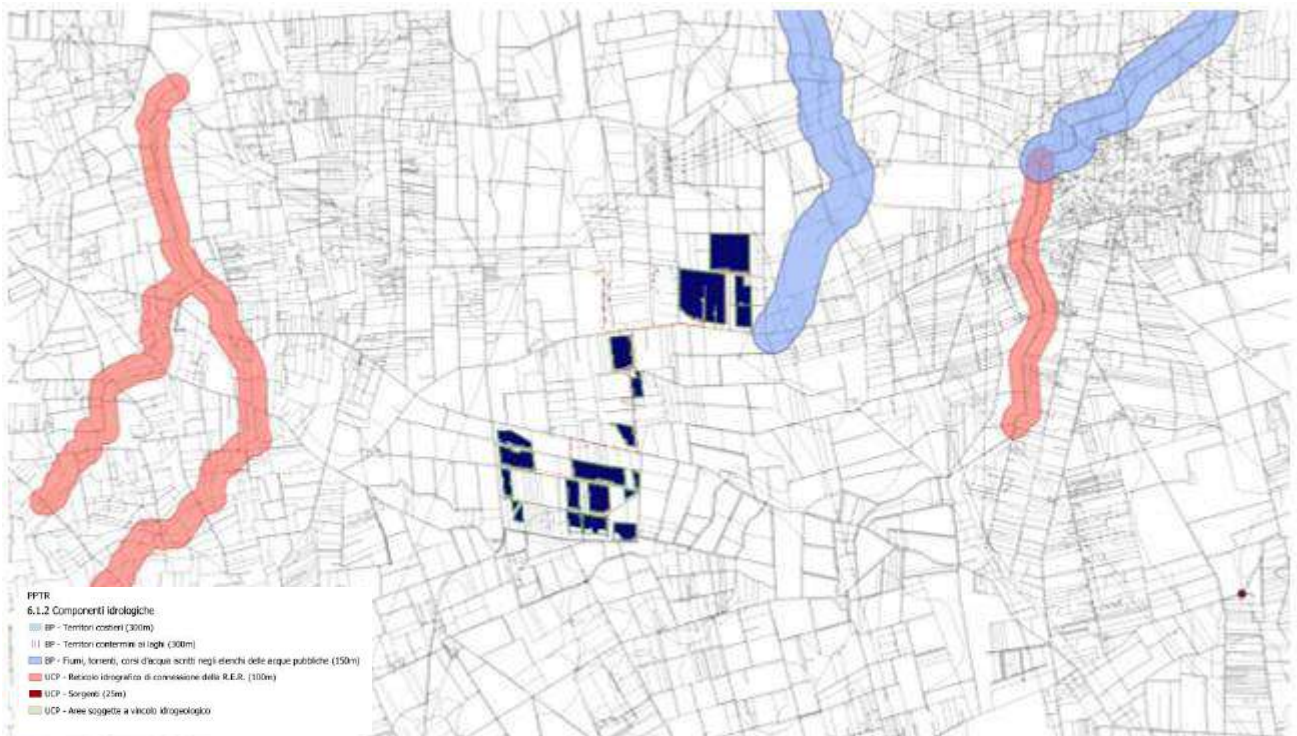 PPTR
6.1.2 Componenti idrologiche
BP - Territori costieri (300m)
BP - Territori contermini ai laghi (300m)
BP - Fiumi, torrenti, corsi d'acqua iscritti negli elenchi delle acque pubbliche (150m)
UCP - Reticolo idrografico di connessione della R.E.R. (100m)
UCP - Sorgenti (25m)
UCP - Aree soggette a vincolo idrogeologico